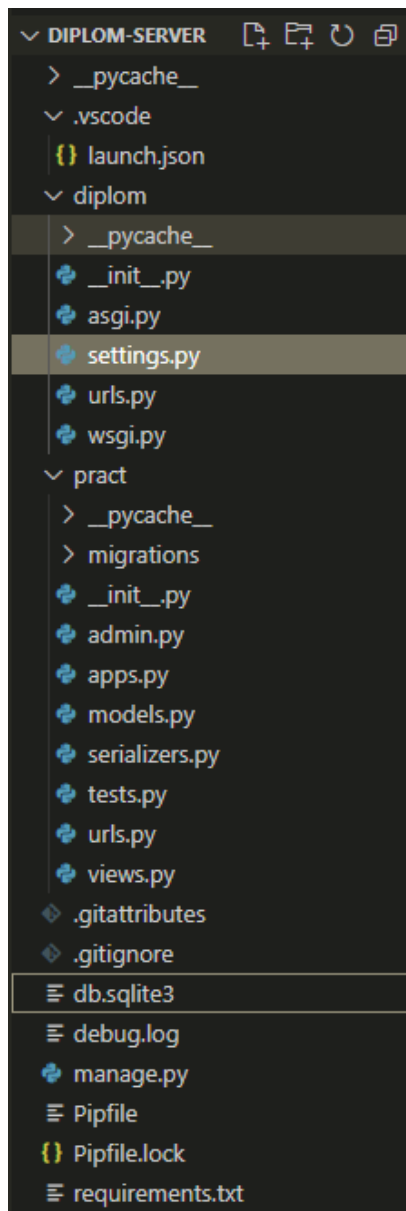 DIPLOM-SERVER
__pycache__
.vscode
{} launch.json
diplom
__pycache__
__init__.py
asgi.py
settings.py
urls.py
wsgi.py
pract
__pycache__
migrations
__init__.py
admin.py
apps.py
models.py
serializers.py
tests.py
urls.py
views.py
.gitattributes
.gitignore
db.sqlite3
debug.log
manage.py
Pipfile
{} Pipfile.lock
requirements.txt